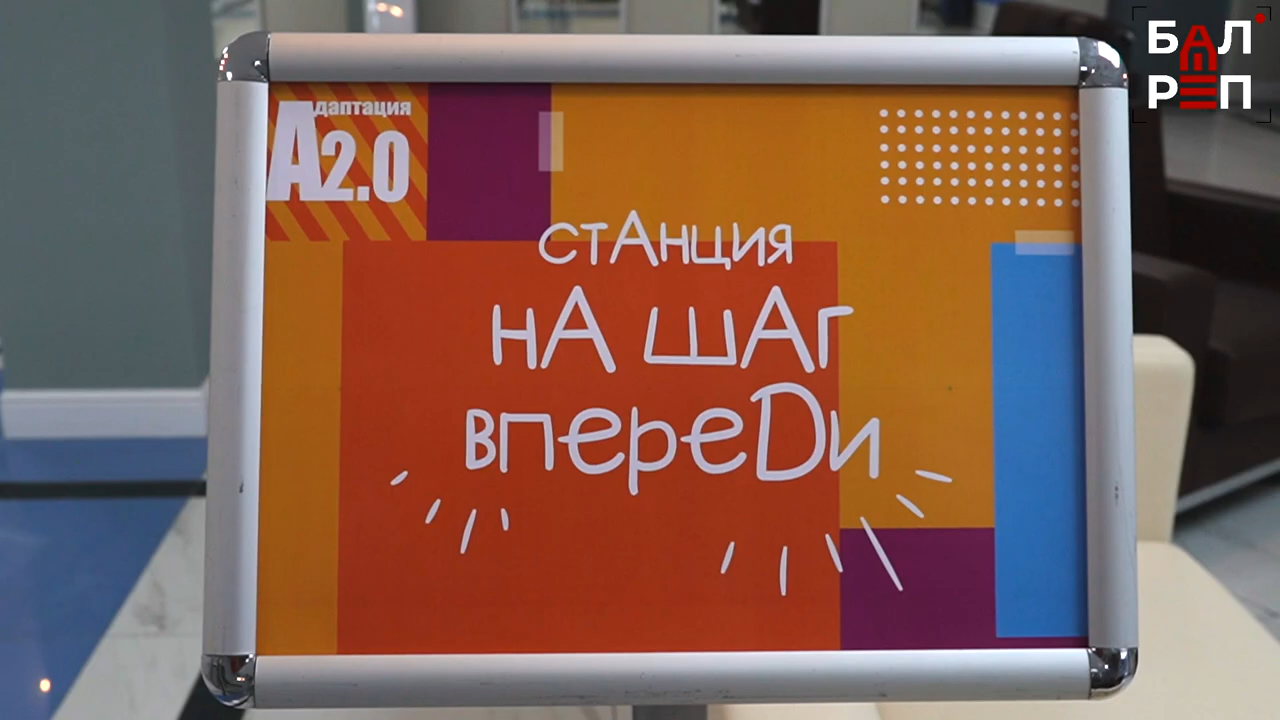 Адаптация
А2.0
станция
на шаг
впереди
БАЛ
РЕП